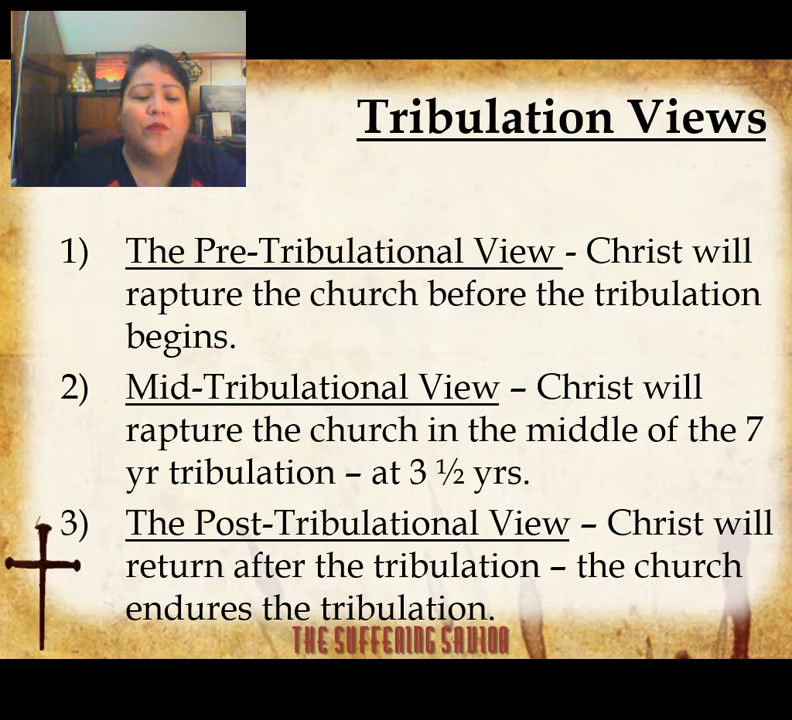 Tribulation Views
1) The Pre-Tribulational View - Christ will
rapture the church before the tribulation
begins.
2) Mid-Tribulational View – Christ will
rapture the church in the middle of the 7
yr tribulation – at 3 ½ yrs.
3) The Post-Tribulational View – Christ will
return after the tribulation – the church
endures the tribulation.
THE SUFFERING SAVIOR